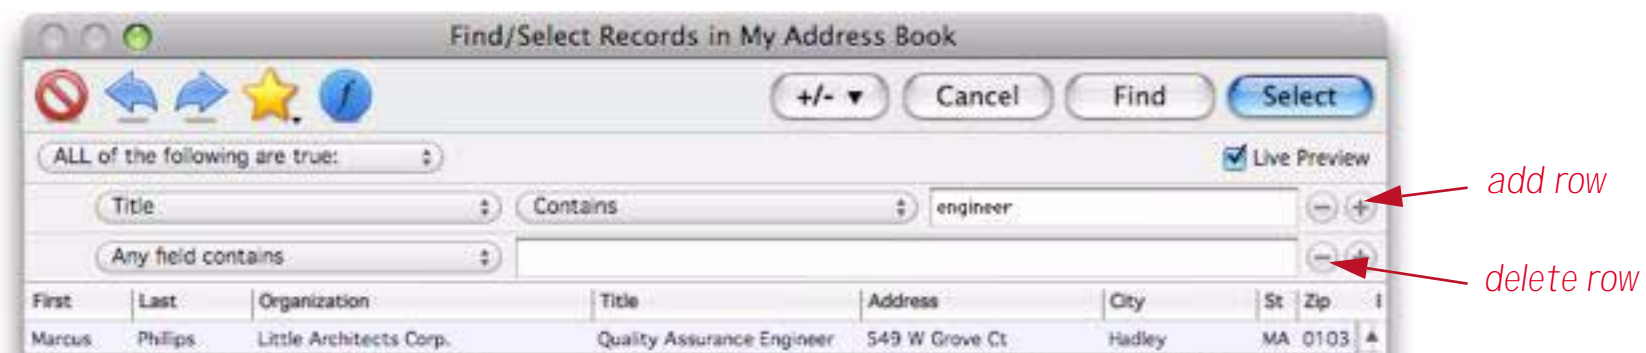 Find/Select Records in My Address Book
+/- ▼ Cancel Find Select
ALL of the following are true: Live Preview
add row
Title Contains engineer − +
Any field contains − +
delete row
First Last Organization Title Address City St Zip
Marcus Phillips Little Architects Corp. Quality Assurance Engineer 549 W Grove Ct Hadley MA 0103